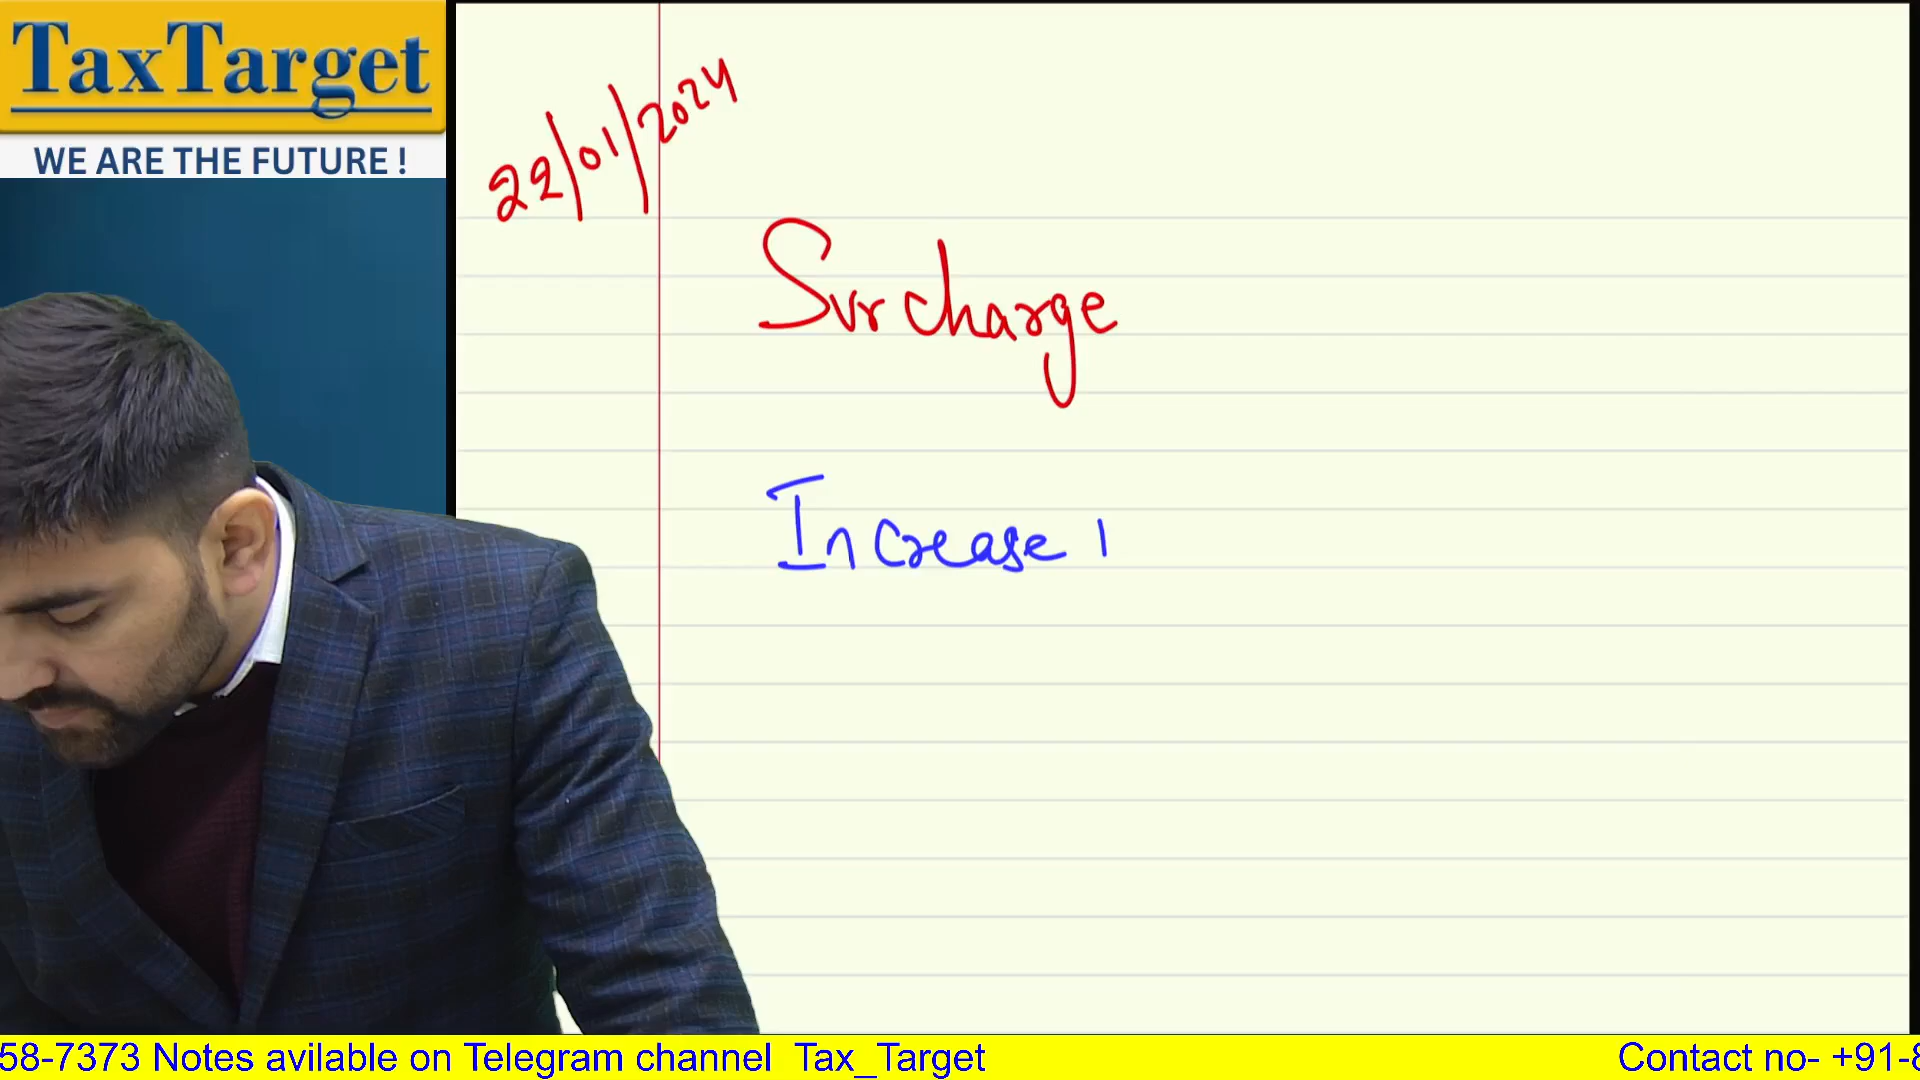 TaxTarget
WE ARE THE FUTURE !
22/01/2024
Surcharge
Increase I
58-7373 Notes avilable on Telegram channel Tax_Target
Contact no- +91-8